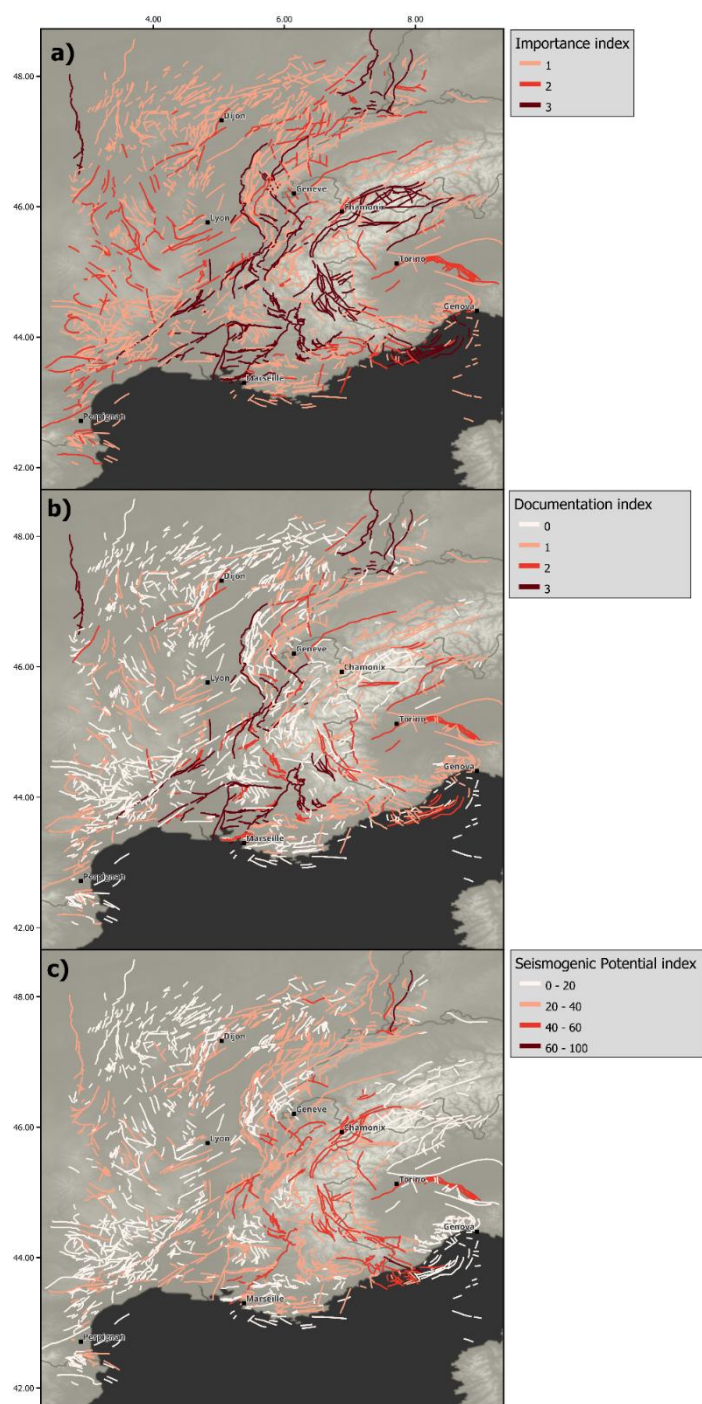 4.00 6.00 8.00
a)
Importance index
1
2
3
48.00
Dijon
Genève
46.00
Chamonix
Lyon
Torino
Genova
44.00
Marseille
Perpignan
42.00
b)
Documentation index
0
1
2
3
48.00
Dijon
Genève
46.00
Chamonix
Lyon
Torino
Genova
44.00
Marseille
Perpignan
42.00
c)
Seismogenic Potential index
0 - 20
20 - 40
40 - 60
60 - 100
48.00
Dijon
Genève
46.00
Chamonix
Lyon
Torino
Genova
44.00
Marseille
Perpignan
42.00